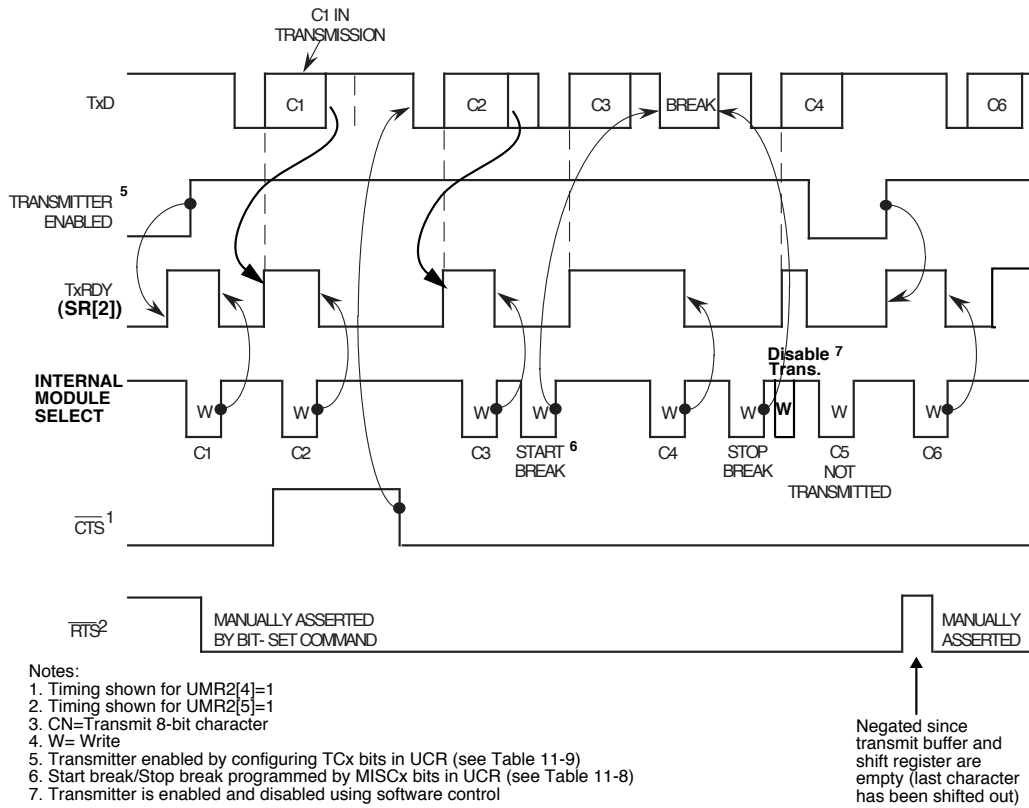 C1 IN
TRANSMISSION
TxD
C1
C2
C3
BREAK
C4
C6
TRANSMITTER 5
ENABLED
TxRDY
(SR[2])
Disable 7
Trans.
INTERNAL
MODULE
SELECT
W
W
W
W
W
W
W
W
W
C1
C2
C3
START 6
BREAK
C4
STOP
BREAK
C5
NOT
TRANSMITTED
C6
CTS 1
RTS2
MANUALLY ASSERTED
BY BIT- SET COMMAND
MANUALLY
ASSERTED
Notes:
1. Timing shown for UMR2[4]=1
2. Timing shown for UMR2[5]=1
3. CN=Transmit 8-bit character
4. W= Write
5. Transmitter enabled by configuring TCx bits in UCR (see Table 11-9)
6. Start break/Stop break programmed by MISCx bits in UCR (see Table 11-8)
7. Transmitter is enabled and disabled using software control
Negated since
transmit buffer and
shift register are
empty (last character
has been shifted out)